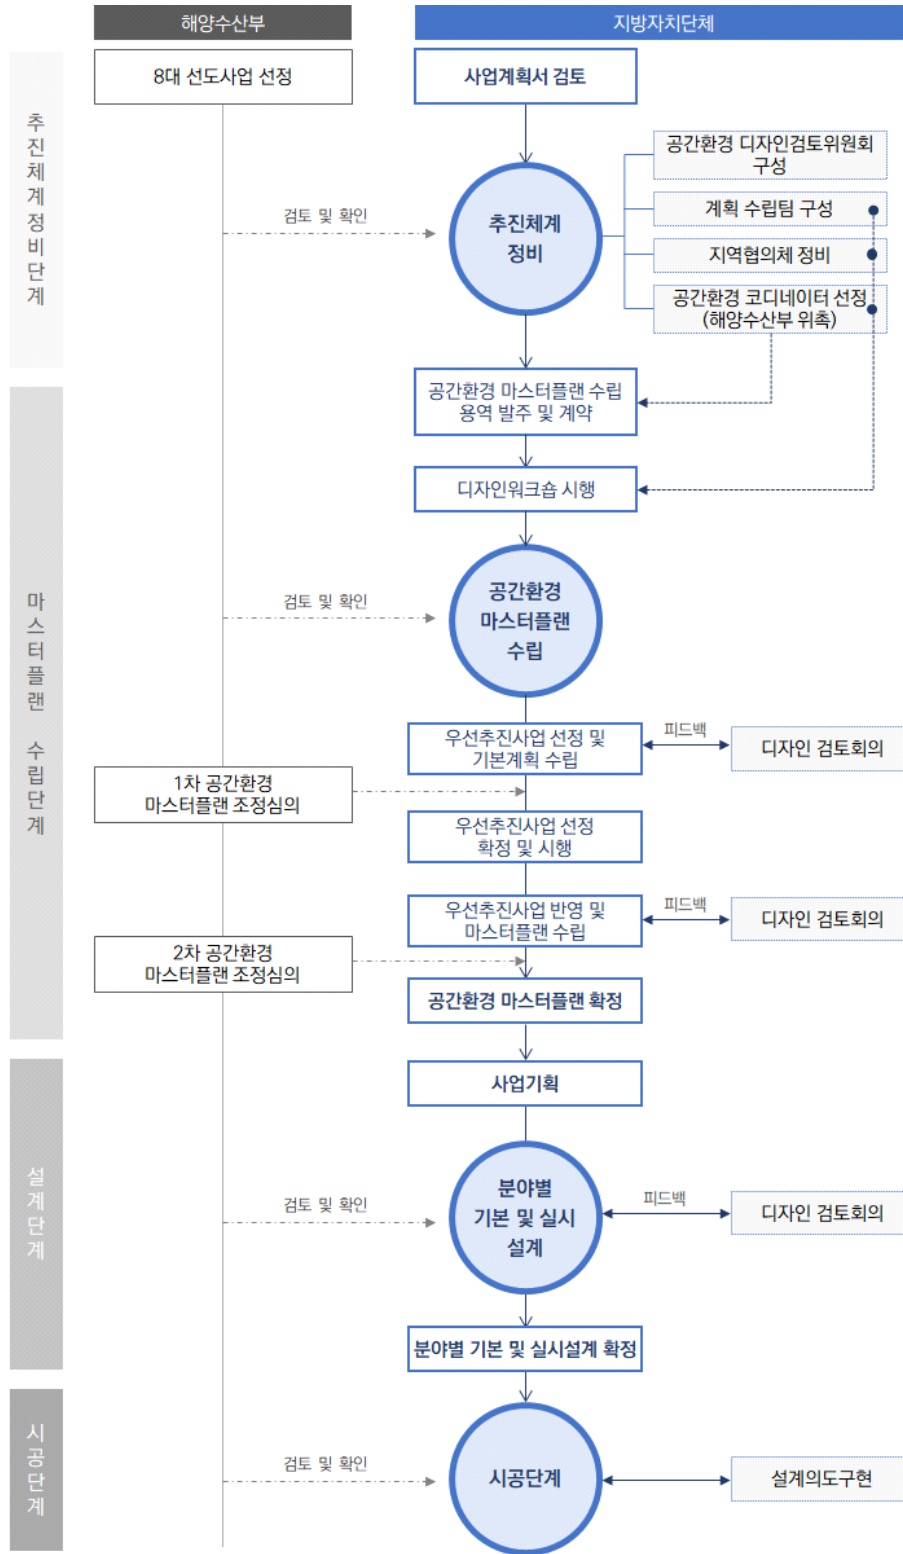 해양수산부
지방자치단체
추진체계정비단계
8대 선도사업 선정
사업계획서 검토
검토 및 확인
추진체계
정비
공간환경 디자인검토위원회
구성
계획 수립팀 구성
지역협의체 정비
공간환경 코디네이터 선정
(해양수산부 위촉)
마스터플랜 수립단계
공간환경 마스터플랜 수립
용역 발주 및 계약
디자인워크숍 시행
검토 및 확인
공간환경
마스터플랜
수립
우선추진사업 선정 및
기본계획 수립
피드백
디자인 검토회의
1차 공간환경
마스터플랜 조정심의
우선추진사업 선정
확정 및 시행
우선추진사업 반영 및
마스터플랜 수립
피드백
디자인 검토회의
2차 공간환경
마스터플랜 조정심의
공간환경 마스터플랜 확정
설계단계
사업기획
검토 및 확인
분야별
기본 및 실시
설계
피드백
디자인 검토회의
분야별 기본 및 실시설계 확정
시공단계
검토 및 확인
시공단계
설계의도구현